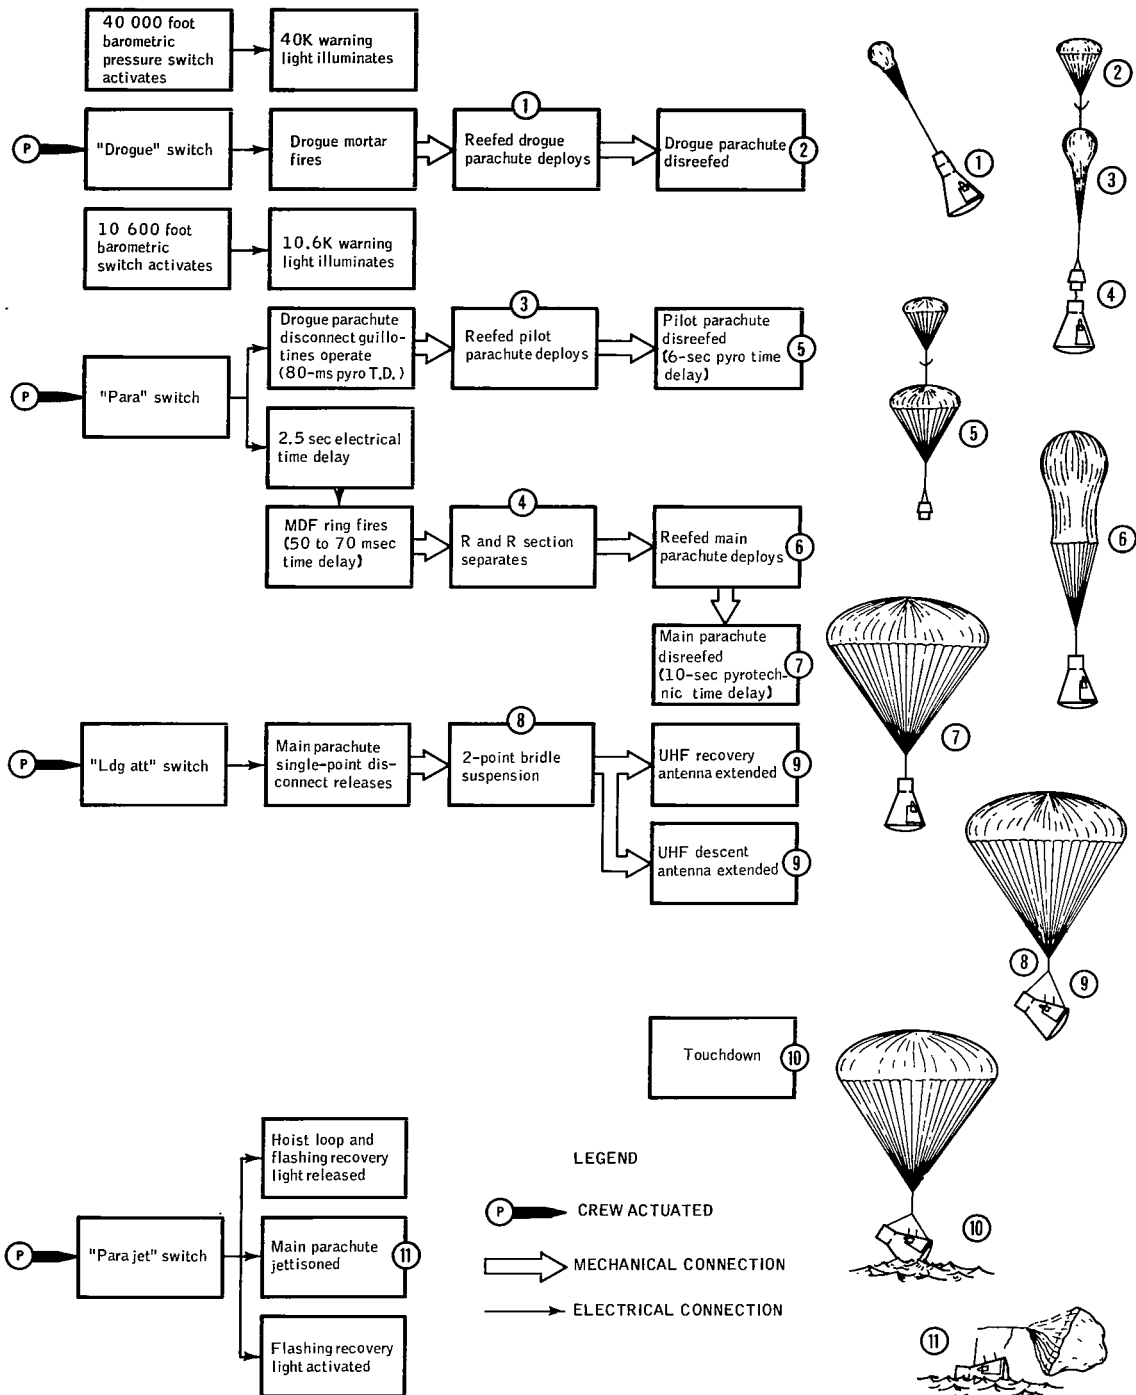 40 000 foot
barometric
pressure switch
activates
40K warning
light illuminates
1
P
"Drogue" switch
Drogue mortar
fires
Reefed drogue
parachute deploys
Drogue parachute
disreefed
2
10 600 foot
barometric
switch activates
10.6K warning
light illuminates
3
Drogue parachute
disconnect guillo-
tines operate
(80-ms pyro T.D.)
Reefed pilot
parachute deploys
Pilot parachute
disreefed
(6-sec pyro time
delay)
5
P
"Para" switch
2.5 sec electrical
time delay
4
MDF ring fires
(50 to 70 msec
time delay)
R and R section
separates
Reefed main
parachute deploys
6
Main parachute
disreefed
(10-sec pyrotech-
nic time delay)
7
8
P
"Ldg att" switch
Main parachute
single-point dis-
connect releases
2-point bridle
suspension
UHF recovery
antenna extended
9
UHF descent
antenna extended
9
Touchdown
10
Hoist loop and
flashing recovery
light released
P
"Para jet" switch
Main parachute
jettisoned
11
Flashing recovery
light activated
LEGEND
P
CREW ACTUATED
MECHANICAL CONNECTION
ELECTRICAL CONNECTION
1
2
3
4
5
6
7
8
9
10
11